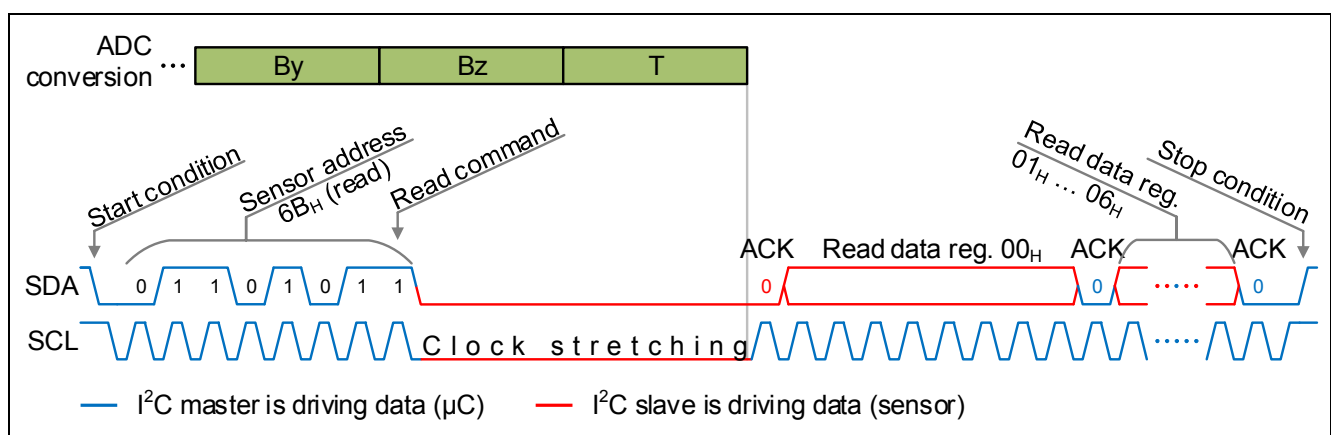 ADC
conversion ··· By Bz T
Start condition
Sensor address
6BH (read)
Read command
Read data reg.
01H ... 06H
Stop condition
ACK Read data reg. 00H ACK ACK
SDA 0 1 1 0 1 0 1 1 0 0 ..... 0
SCL Clock stretching .....
I²C master is driving data (µC) I²C slave is driving data (sensor)